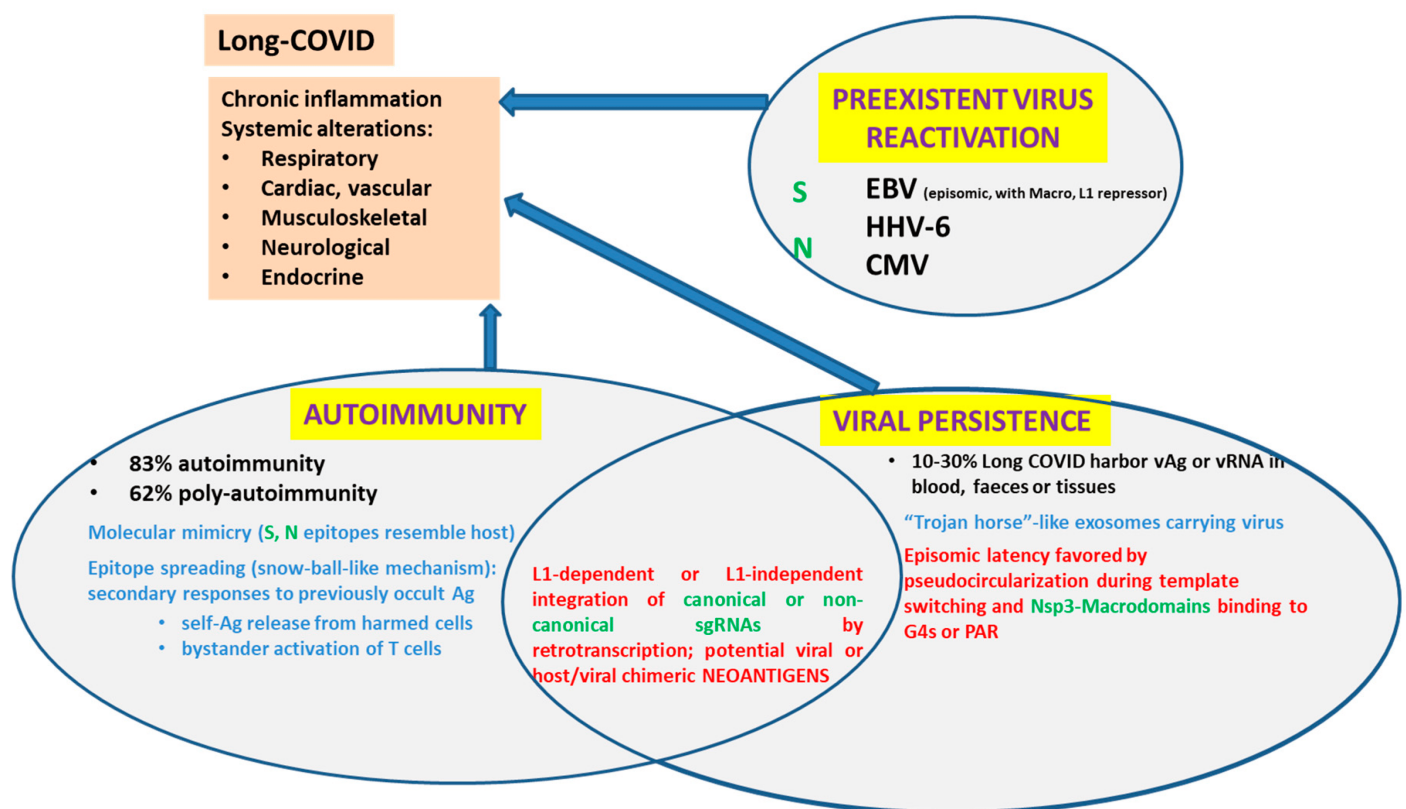 Long-COVID
Chronic inflammation
Systemic alterations:
• Respiratory
• Cardiac, vascular
• Musculoskeletal
• Neurological
• Endocrine
PREEXISTENT VIRUS
REACTIVATION
S
N
EBV (episomic, with Macro, L1 repressor)
HHV-6
CMV
AUTOIMMUNITY
• 83% autoimmunity
• 62% poly-autoimmunity
Molecular mimicry (S, N epitopes resemble host)
Epitope spreading (snow-ball-like mechanism):
secondary responses to previously occult Ag
• self-Ag release from harmed cells
• bystander activation of T cells
L1-dependent or L1-independent
integration of canonical or non-
canonical sgRNAs by
retrotranscription; potential viral or
host/viral chimeric NEOANTIGENS
VIRAL PERSISTENCE
• 10-30% Long COVID harbor vAg or vRNA in
blood, faeces or tissues
“Trojan horse”-like exosomes carrying virus
Episomic latency favored by
pseudocircularization during template
switching and Nsp3-Macrodomains binding to
G4s or PAR